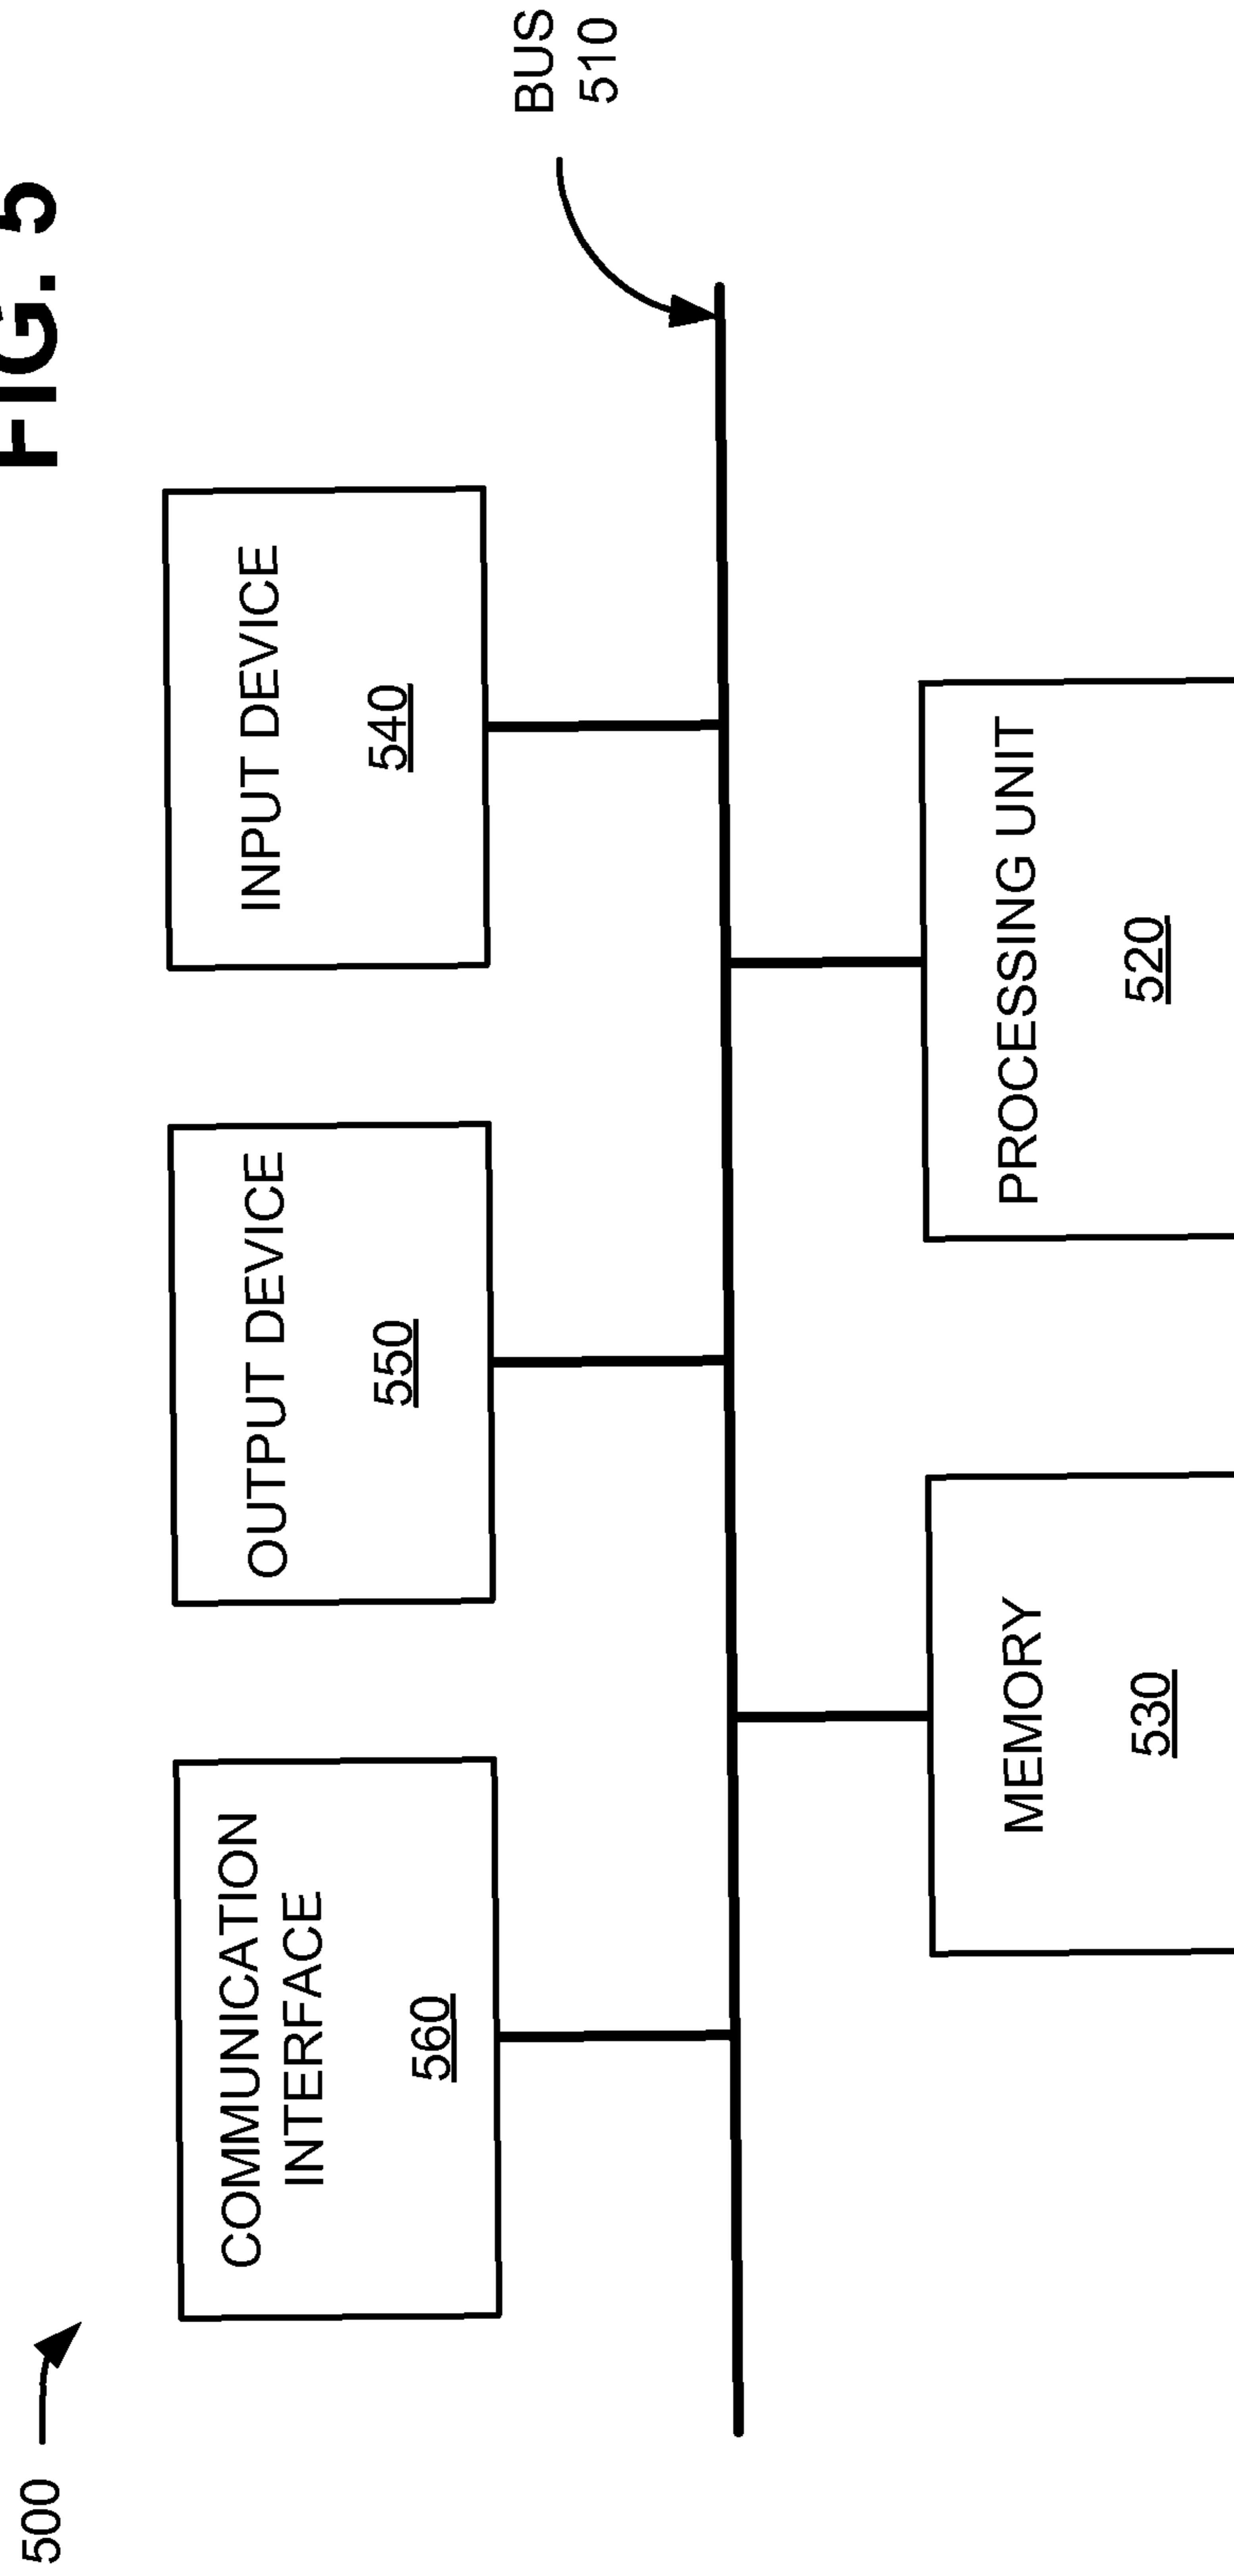 FIG. 5
500
COMMUNICATION
INTERFACE
560
OUTPUT DEVICE
550
INPUT DEVICE
540
BUS
510
MEMORY
530
PROCESSING UNIT
520